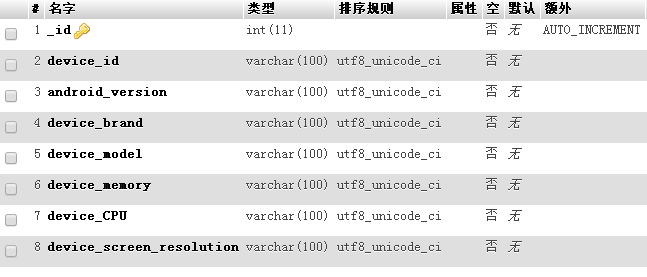 # 名字 类型 排序规则 属性 空 默认 额外
1 _id int(11) 否 无 AUTO_INCREMENT
2 device_id varchar(100) utf8_unicode_ci 否 无
3 android_version varchar(100) utf8_unicode_ci 否 无
4 device_brand varchar(100) utf8_unicode_ci 否 无
5 device_model varchar(100) utf8_unicode_ci 否 无
6 device_memory varchar(100) utf8_unicode_ci 否 无
7 device_CPU varchar(100) utf8_unicode_ci 否 无
8 device_screen_resolution varchar(100) utf8_unicode_ci 否 无